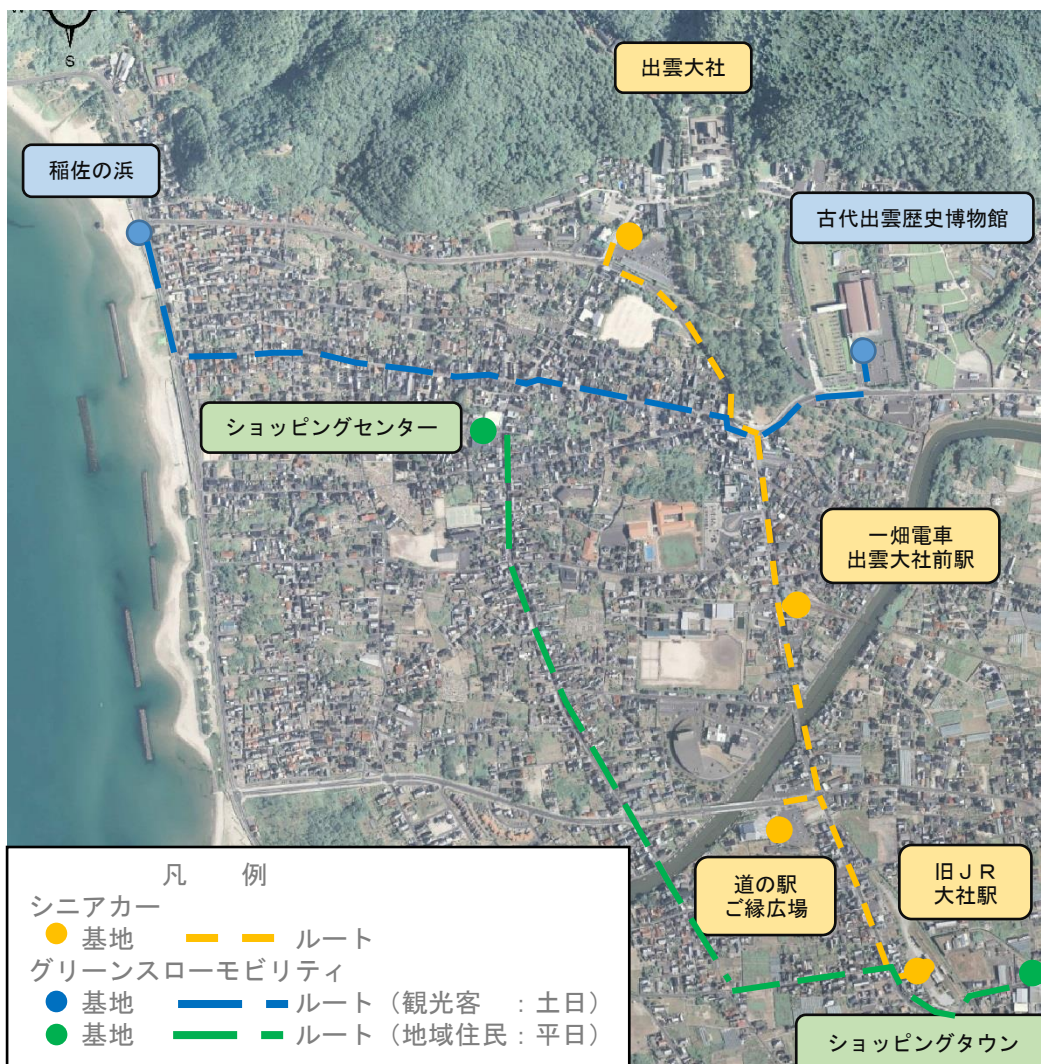 S
出雲大社
稲佐の浜
古代出雲歴史博物館
ショッピングセンター
一畑電車
出雲大社前駅
道の駅
ご縁広場
旧JR
大社駅
ショッピングタウン
凡 例
シニアカー
基地 ルート
グリーンスローモビリティ
基地 ルート(観光客 :土日)
基地 ルート(地域住民:平日)